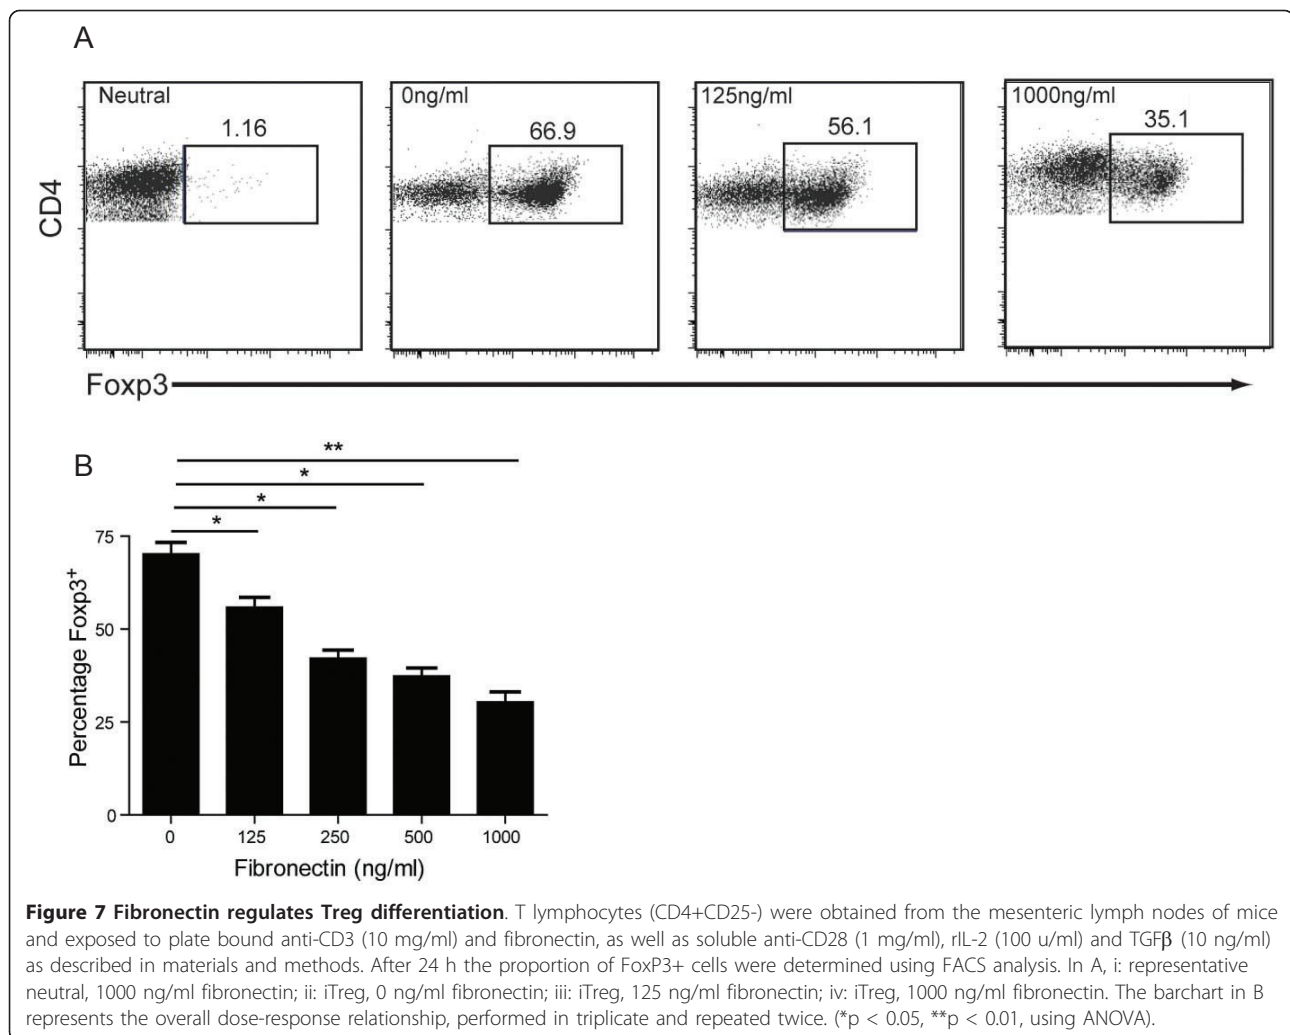 A
Neutral
1.16
0ng/ml
66.9
125ng/ml
56.1
1000ng/ml
35.1
CD4
Foxp3
B
**
*
*
*
75
50
25
0
Percentage Foxp3+
0 125 250 500 1000
Fibronectin (ng/ml)
Figure 7 Fibronectin regulates Treg differentiation. T lymphocytes (CD4+CD25-) were obtained from the mesenteric lymph nodes of mice
and exposed to plate bound anti-CD3 (10 mg/ml) and fibronectin, as well as soluble anti-CD28 (1 mg/ml), rIL-2 (100 u/ml) and TGFβ (10 ng/ml)
as described in materials and methods. After 24 h the proportion of FoxP3+ cells were determined using FACS analysis. In A, i: representative
neutral, 1000 ng/ml fibronectin; ii: iTreg, 0 ng/ml fibronectin; iii: iTreg, 125 ng/ml fibronectin; iv: iTreg, 1000 ng/ml fibronectin. The barchart in B
represents the overall dose-response relationship, performed in triplicate and repeated twice. (*p < 0.05, **p < 0.01, using ANOVA).